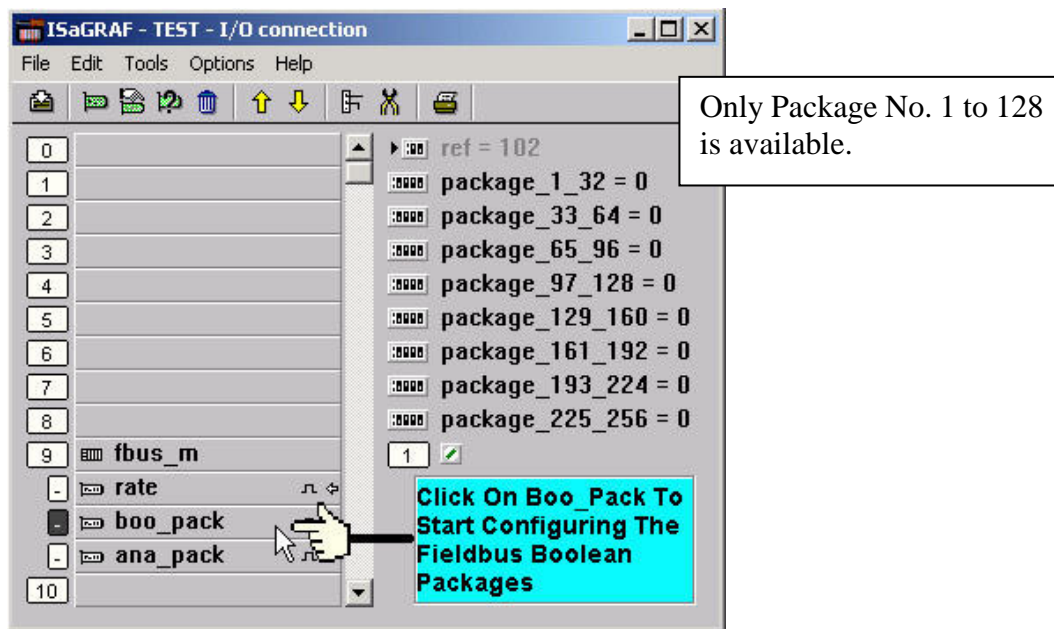 ISaGRAF - TEST - I/O connection
File Edit Tools Options Help
Only Package No. 1 to 128
is available.
0
1
2
3
4
5
6
7
8
9 fbus_m
- rate
- boo_pack
- ana_pack
10
ref = 102
package_1_32 = 0
package_33_64 = 0
package_65_96 = 0
package_97_128 = 0
package_129_160 = 0
package_161_192 = 0
package_193_224 = 0
package_225_256 = 0
1
Click On Boo_Pack To
Start Configuring The
Fieldbus Boolean
Packages